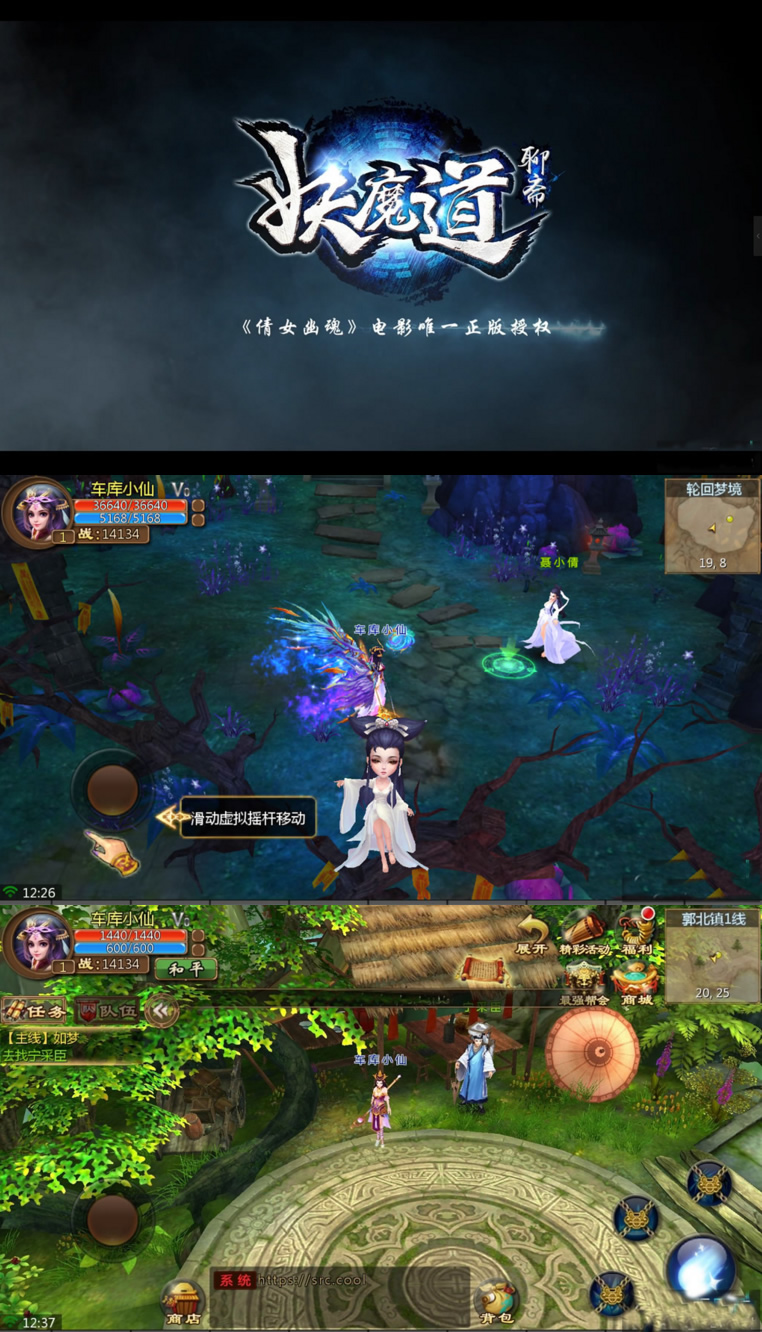 妖魔道
聊斋
《倩女幽魂》电影唯一正版授权
车库小仙 V0
36640/36640
5168/5168
1 战:14134
轮回梦境
19, 8
聂小倩
车库小仙
滑动虚拟摇杆移动
12:26
车库小仙 V0
1440/1440
600/600
1 战:14134
和平
展开 精彩活动 福利
最强帮会 商城
郭北镇1线
20, 25
任务 队伍
【主线】如梦
去找宁采臣
车库小仙
系统 https://src.cool
商店 背包
12:37